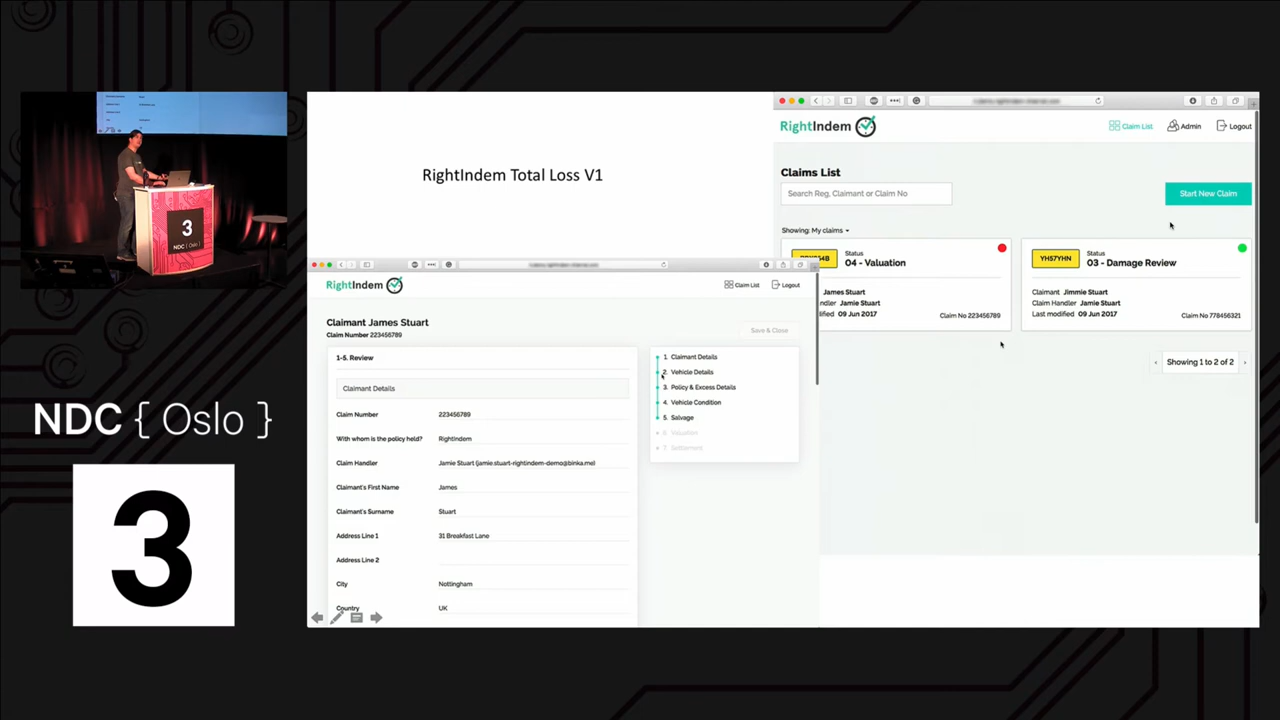 3
NDC { Oslo }
NDC { Oslo }
3
RightIndem Total Loss V1
RightIndem
Claim List
Admin
Logout
Claims List
Search Reg, Claimant or Claim No
Start New Claim
Showing: My claims
Status
04 - Valuation
James Stuart
ndler Jamie Stuart
ified 09 Jun 2017
Claim No 223456789
YH57YHN
Status
03 - Damage Review
Claimant Jimmie Stuart
Claim Handler Jamie Stuart
Last modified 09 Jun 2017
Claim No 778456321
Showing 1 to 2 of 2
RightIndem
Claim List
Logout
Claimant James Stuart
Claim Number 223456789
Save & Close
1-5. Review
Claimant Details
Claim Number 223456789
With whom is the policy held? RightIndem
Claim Handler Jamie Stuart (jamie.stuart-rightindem-demo@binka.me)
Claimant's First Name James
Claimant's Surname Stuart
Address Line 1 31 Breakfast Lane
Address Line 2
City Nottingham
Country UK
1. Claimant Details
2. Vehicle Details
3. Policy & Excess Details
4. Vehicle Condition
5. Salvage
6 Valuation
7 Settlement